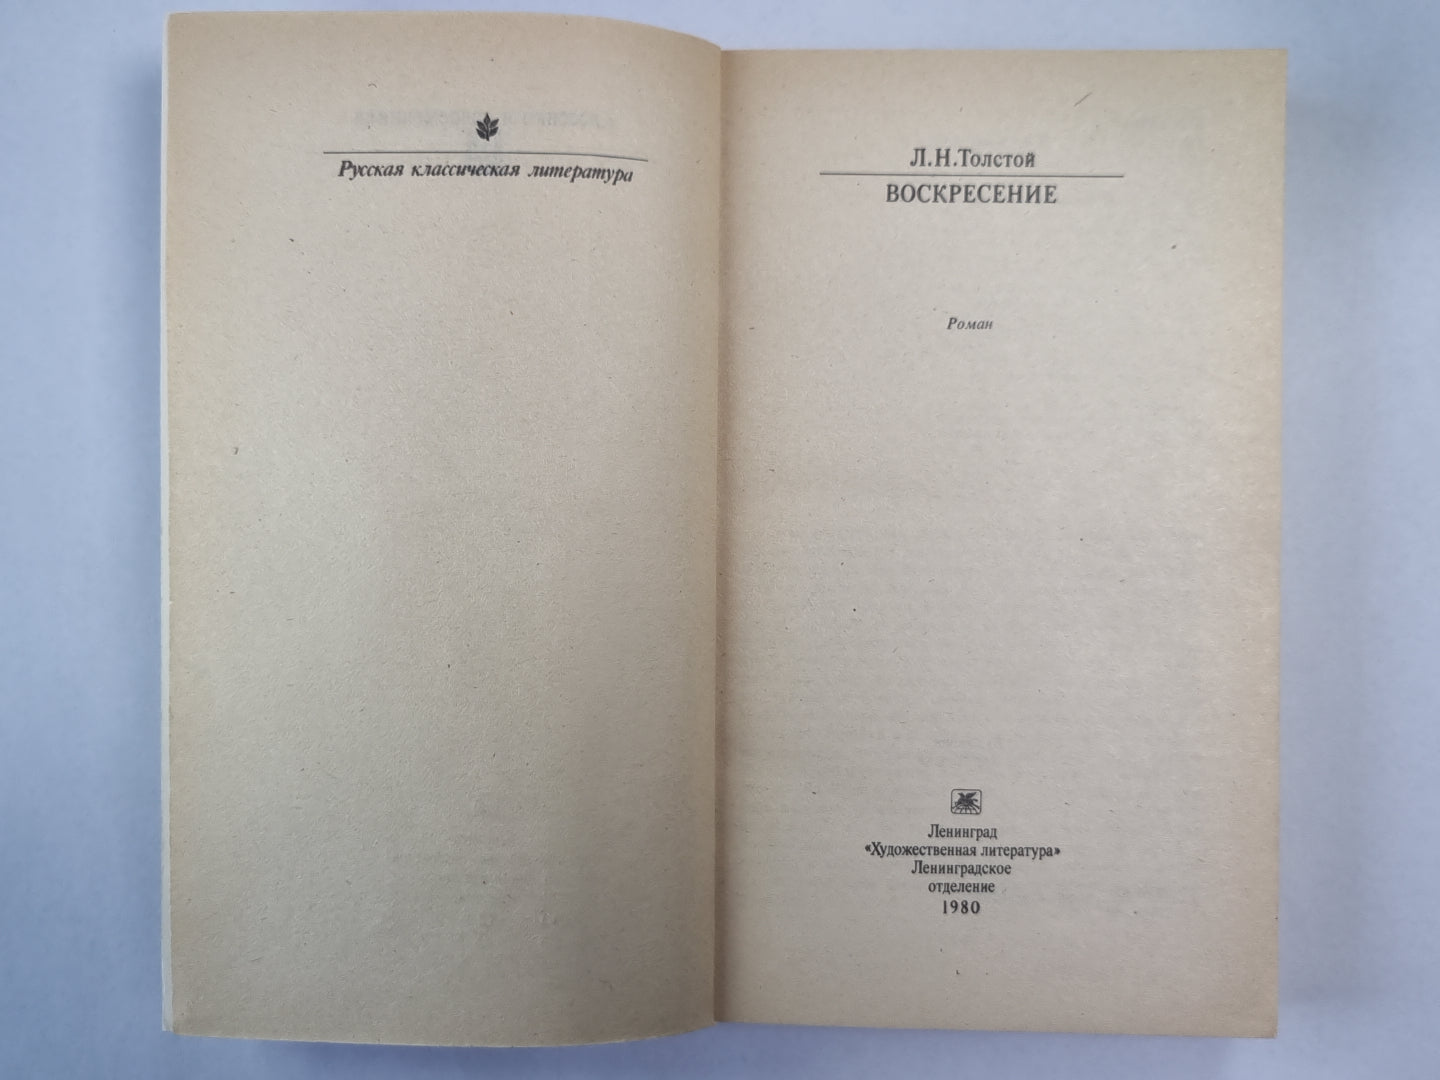 Русская классическая литература
Л.Н.Толстой
ВОСКРЕСЕНИЕ
Роман
Ленинград
«Художественная литература»
Ленинградское
отделение
1980